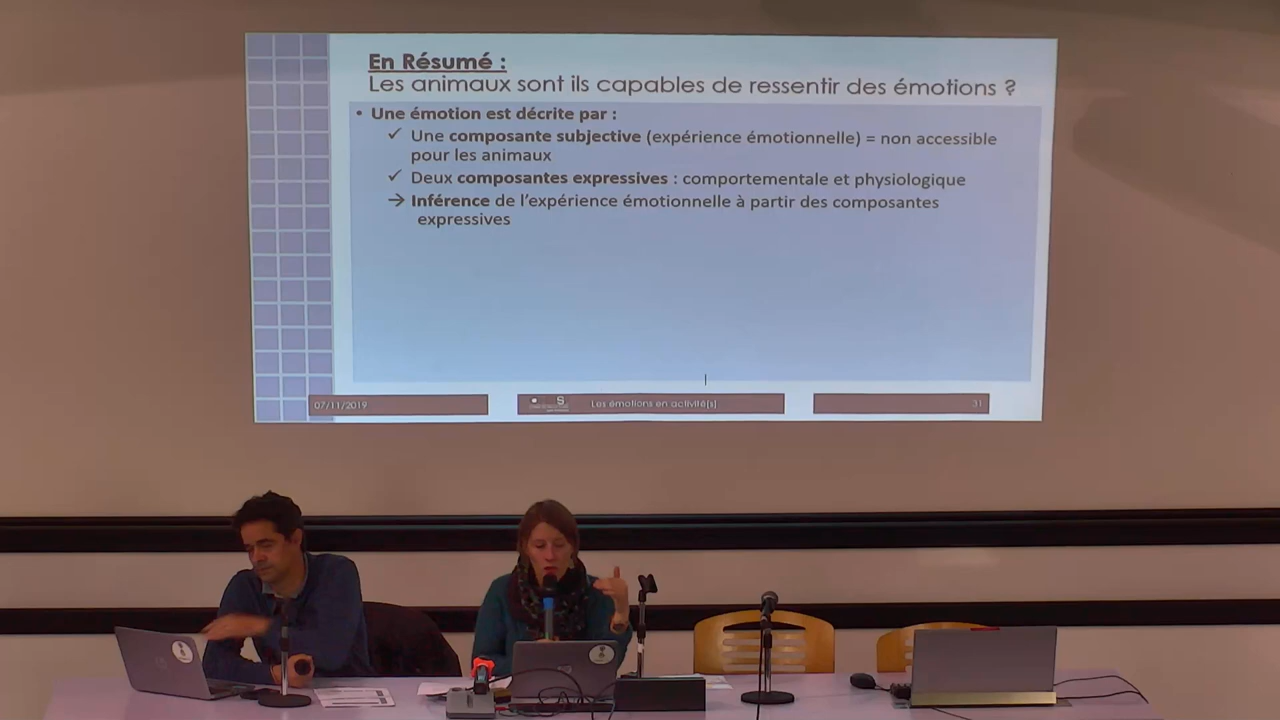 En Résumé :
Les animaux sont ils capables de ressentir des émotions ?
• Une émotion est décrite par :
✓ Une composante subjective (expérience émotionnelle) = non accessible
pour les animaux
✓ Deux composantes expressives : comportementale et physiologique
→ Inférence de l'expérience émotionnelle à partir des composantes
expressives
07/11/2019
S
Les émotions en activité[s]
31